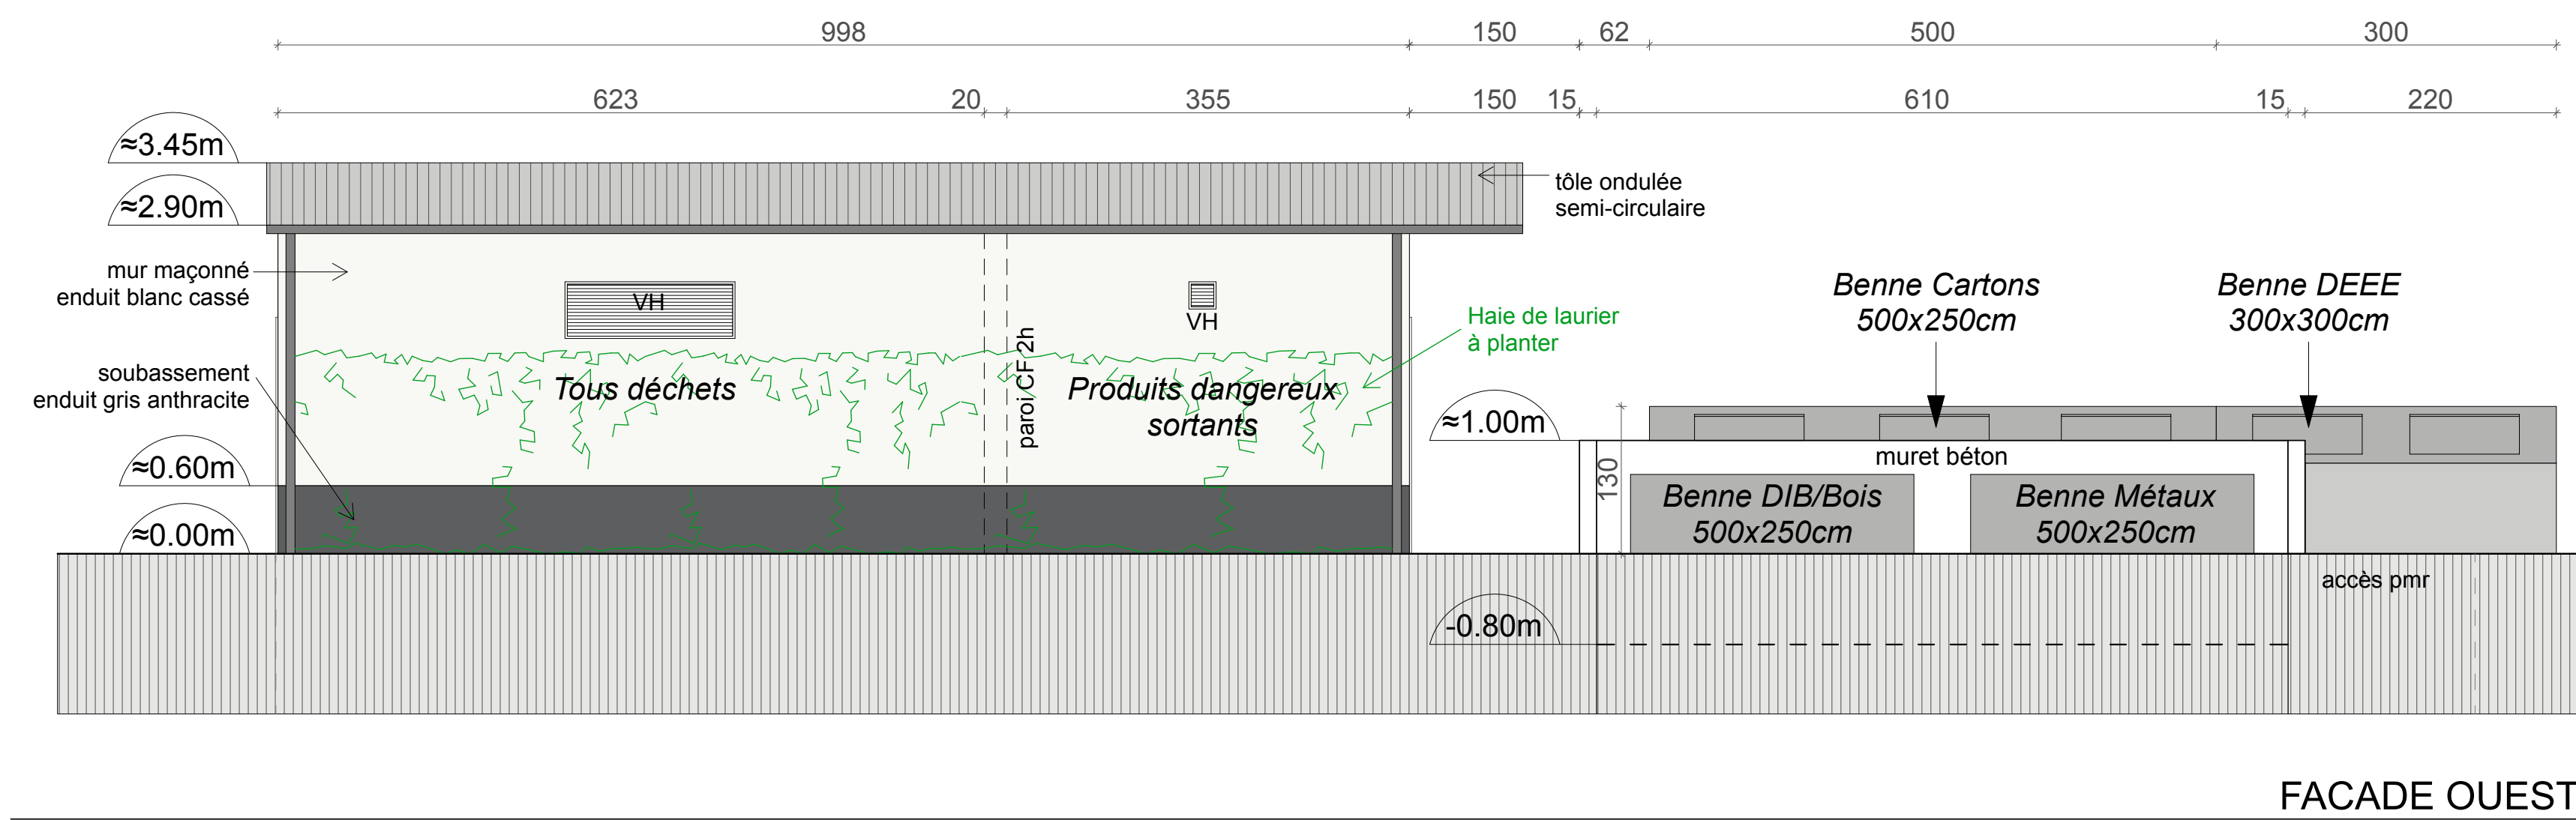 998 150 62 500 300
623 20 355 150 15 610 15 220
≈3.45m
≈2.90m
tôle ondulée
semi-circulaire
mur maçonné
enduit blanc cassé
VH
VH
Benne Cartons
500x250cm
Benne DEEE
300x300cm
Haie de laurier
à planter
paroi CF 2h
soubassement
enduit gris anthracite
Tous déchets
Produits dangereux
sortants
≈1.00m
muret béton
130
≈0.60m
Benne DIB/Bois
500x250cm
Benne Métaux
500x250cm
≈0.00m
accès pmr
-0.80m
FACADE OUEST